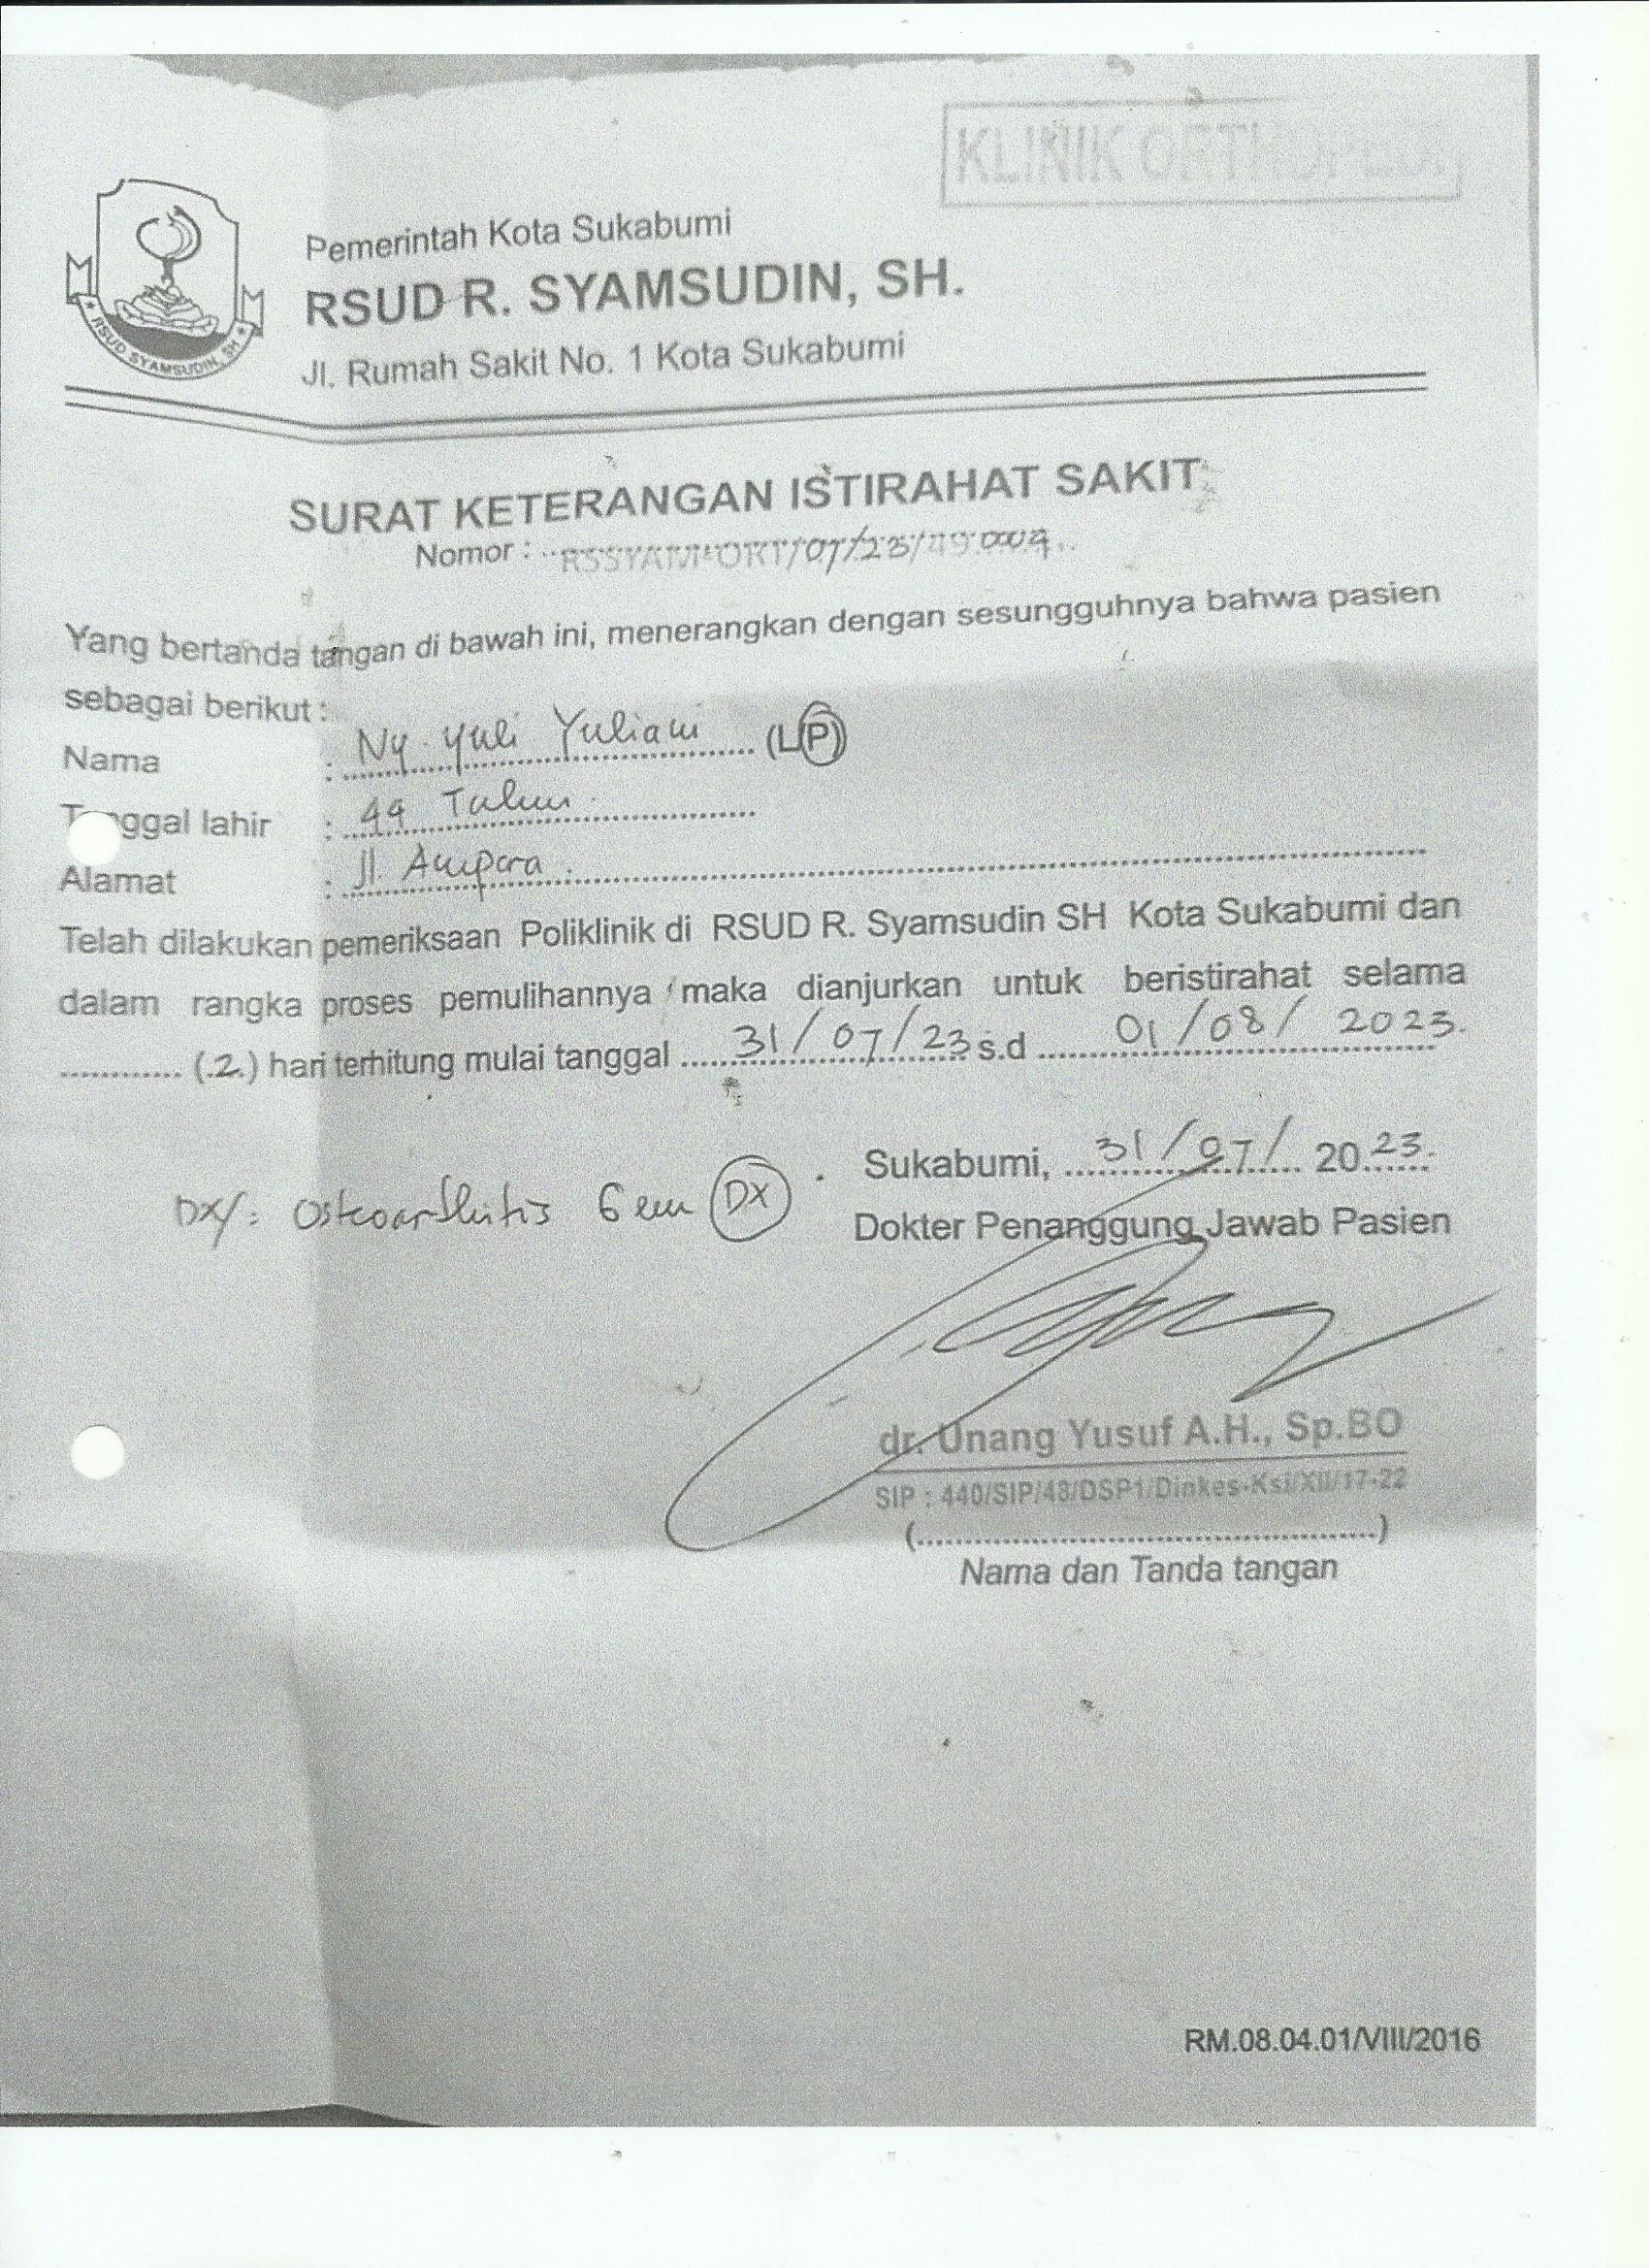 KLINIK ORTHOPEDI
Pemerintah Kota Sukabumi
RSUD R. SYAMSUDIN, SH.
Jl. Rumah Sakit No. 1 Kota Sukabumi
RSUD SYAMSUDIN, SH
SURAT KETERANGAN ISTIRAHAT SAKIT
Nomor : /07/23/
Yang bertanda tangan di bawah ini, menerangkan dengan sesungguhnya bahwa pasien
sebagai berikut :
Nama : Ny. Yuli Yuliani (L/P)
Tanggal lahir : Tahun
Alamat : Jl. Ampera
Telah dilakukan pemeriksaan Poliklinik di RSUD R. Syamsudin SH Kota Sukabumi dan
dalam rangka proses pemulihannya maka dianjurkan untuk beristirahat selama
............. (.2.) hari terhitung mulai tanggal 31/07/23 s.d 01/08/2023.
Sukabumi, 31/07/2023.
DX/: Osteoarthritis Genu DX
Dokter Penanggung Jawab Pasien
dr. Unang Yusuf A.H., Sp.BO
SIP : 440/SIP/48/DSP1/Dinkes-Ksi/XII/17-22
(..................................................)
Nama dan Tanda tangan
RM.08.04.01/VIII/2016